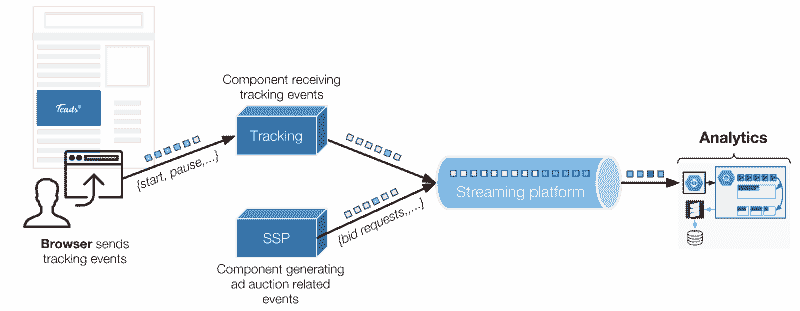 Teads
Component receiving
tracking events
Tracking
{start, pause,...}
Browser sends
tracking events
SSP
{bid requests,....}
Component generating
ad auction related
events
Streaming platform
Analytics